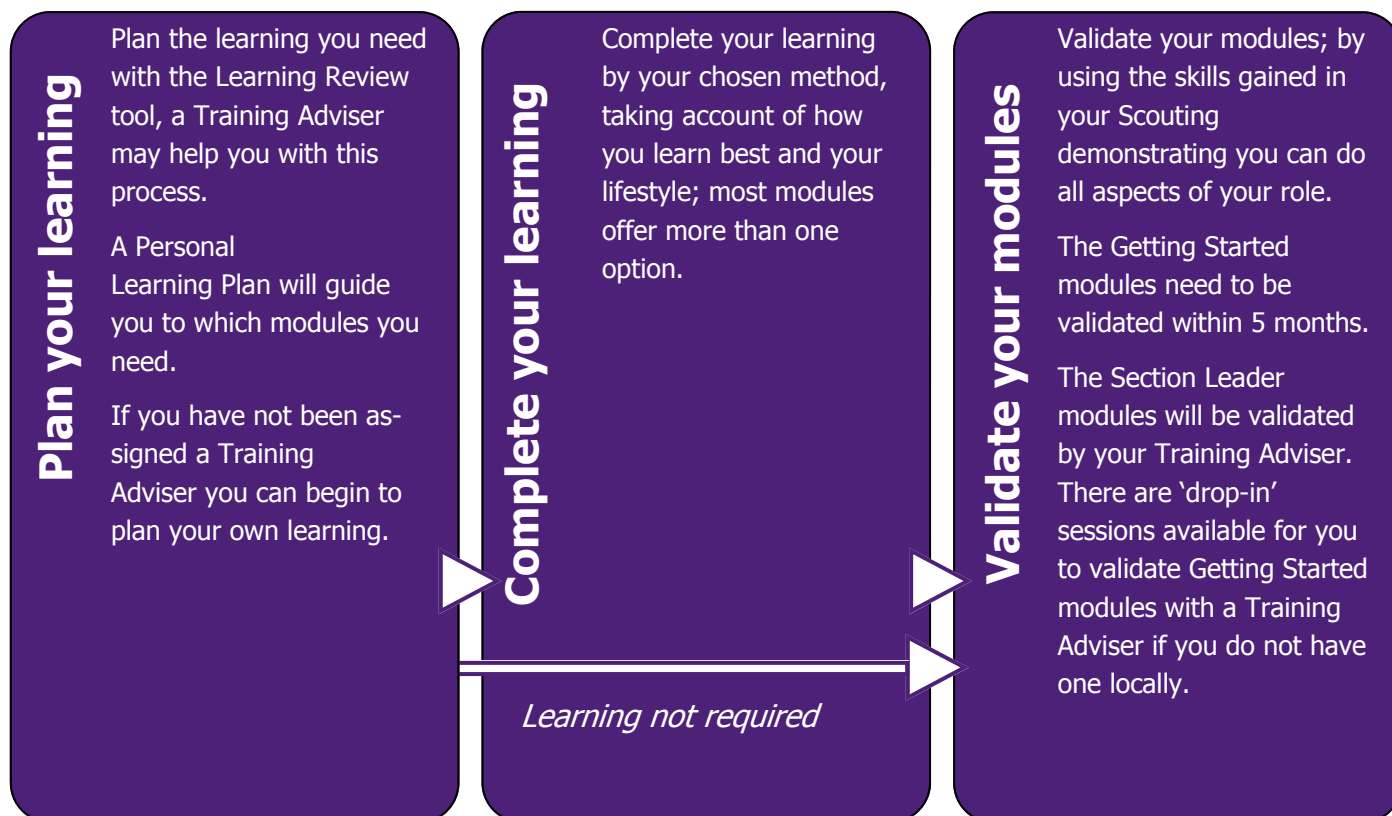 Plan your learning
Plan the learning you need
with the Learning Review
tool, a Training Adviser
may help you with this
process.
A Personal
Learning Plan will guide
you to which modules you
need.
If you have not been as-
signed a Training
Adviser you can begin to
plan your own learning.
Complete your learning
Complete your learning
by your chosen method,
taking account of how
you learn best and your
lifestyle; most modules
offer more than one
option.
Learning not required
Validate your modules
Validate your modules; by
using the skills gained in
your Scouting
demonstrating you can do
all aspects of your role.
The Getting Started
modules need to be
validated within 5 months.
The Section Leader
modules will be validated
by your Training Adviser.
There are ‘drop-in’
sessions available for you
to validate Getting Started
modules with a Training
Adviser if you do not have
one locally.